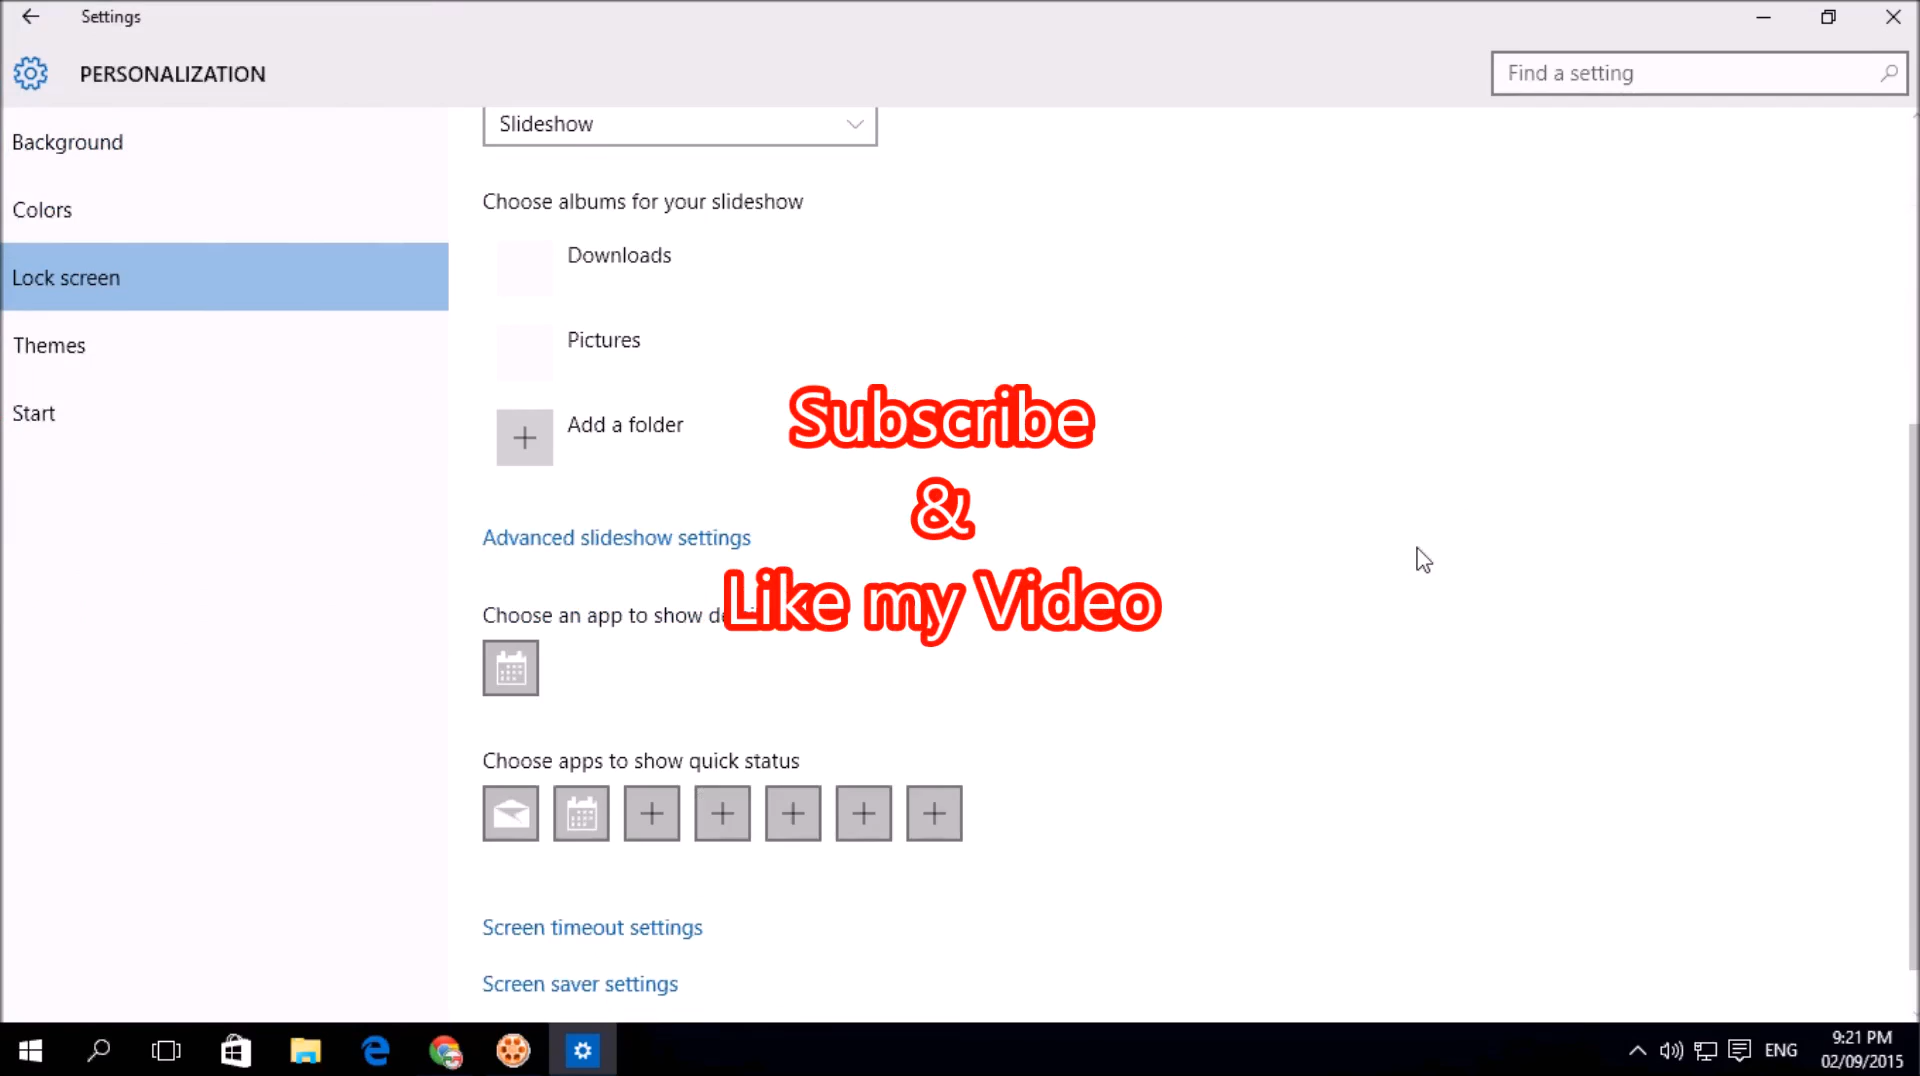 Settings
PERSONALIZATION
Find a setting
Background
Colors
Lock screen
Themes
Start
Slideshow
Choose albums for your slideshow
Downloads
Pictures
Add a folder
Advanced slideshow settings
Choose an app to show
Subscribe
&
Like my Video
Choose apps to show quick status
Screen timeout settings
Screen saver settings
ENG
9:21 PM
02/09/2015